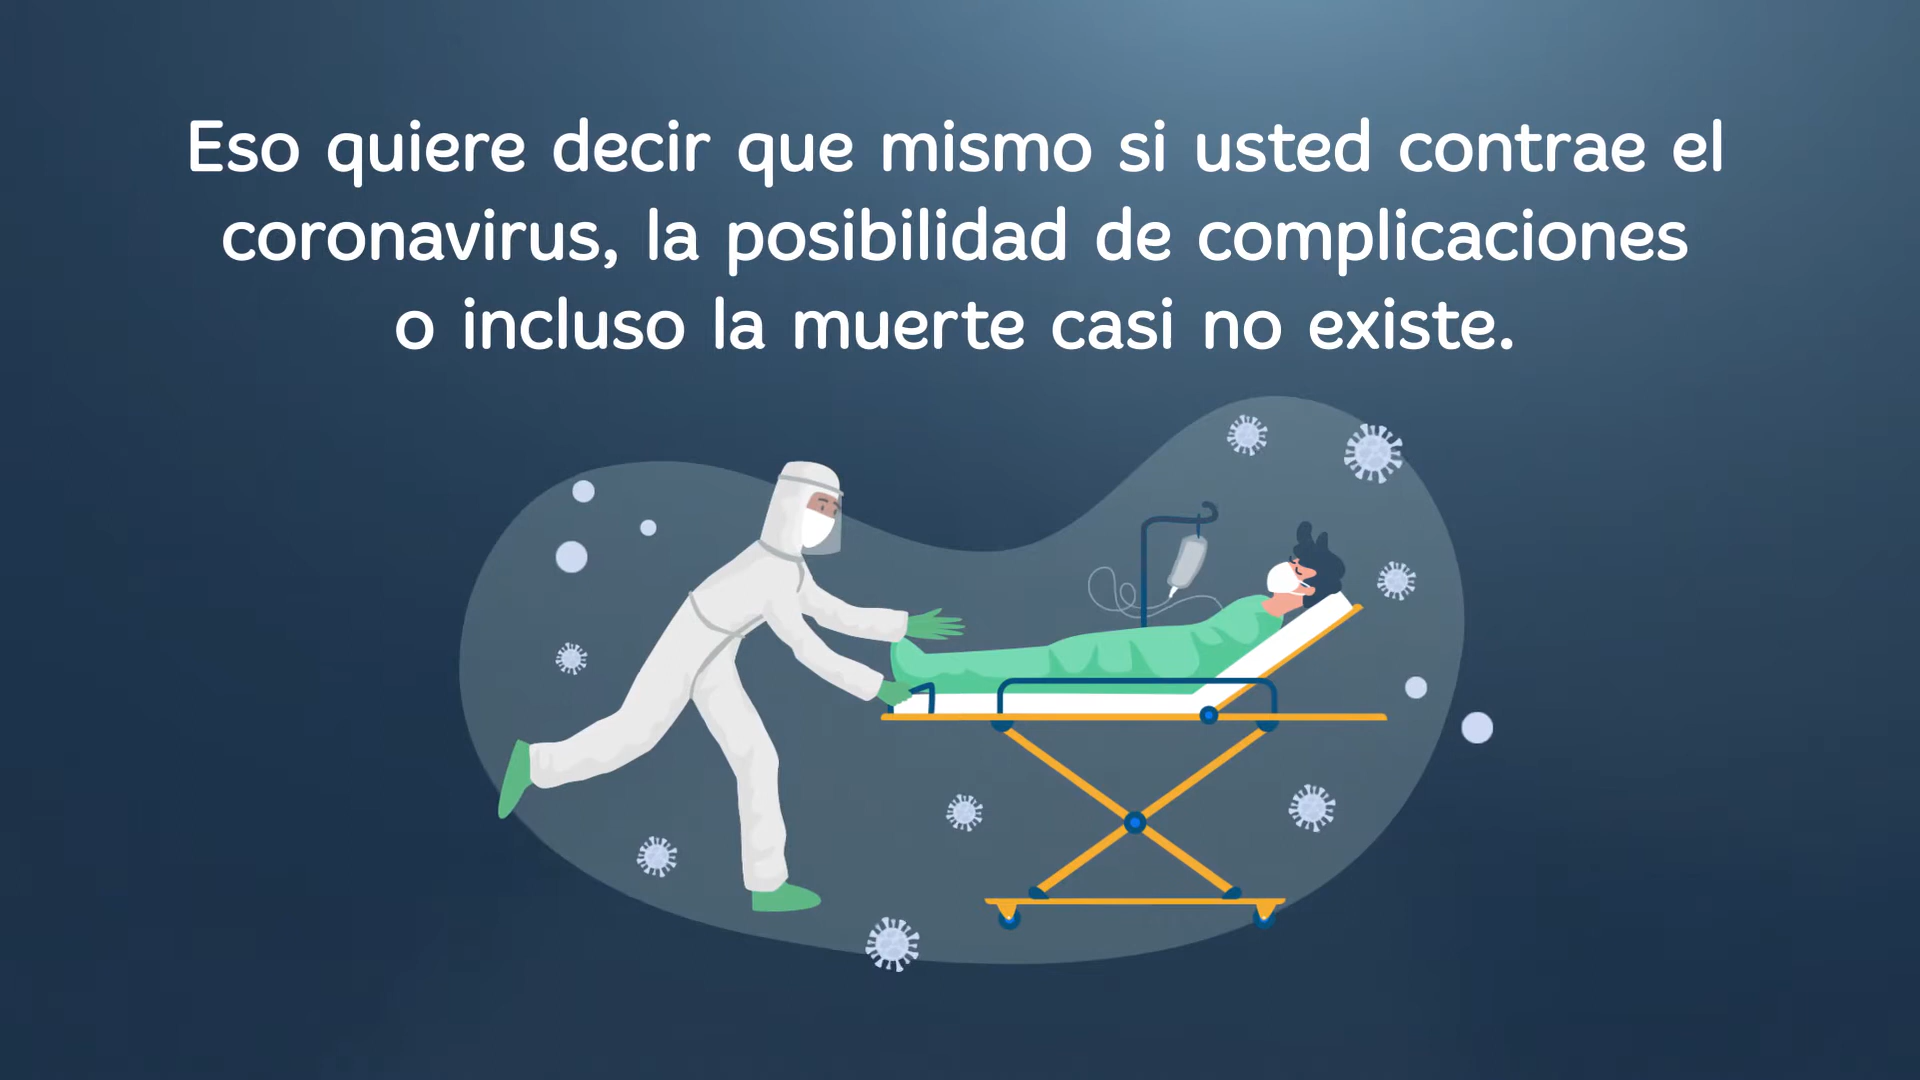 Eso quiere decir que mismo si usted contrae el
coronavirus, la posibilidad de complicaciones
o incluso la muerte casi no existe.